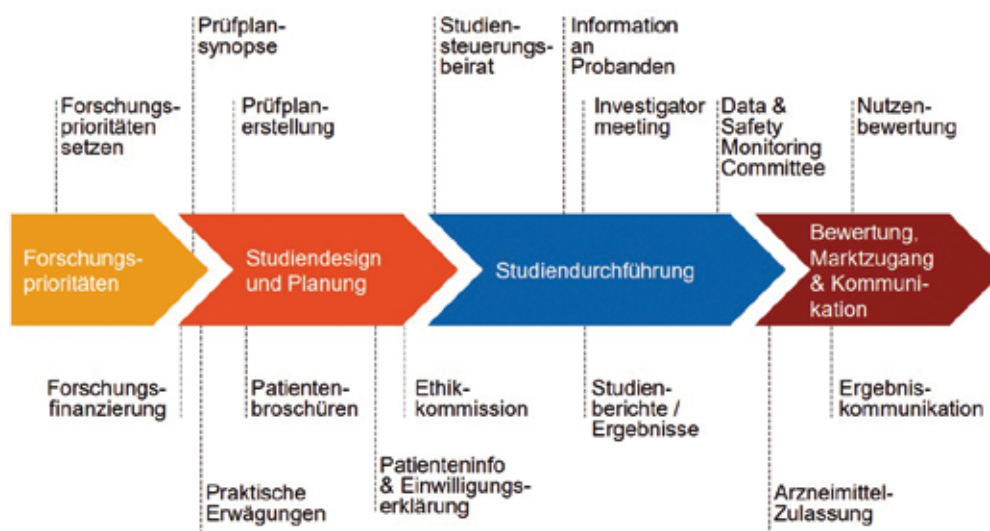 Prüfplan-
synopse
Studien-
steuerungs-
beirat
Information
an
Probanden
Forschungs-
prioritäten
setzen
Prüfplan-
erstellung
Investigator
meeting
Data &
Safety
Monitoring
Committee
Nutzen-
bewertung
Forschungs-
prioritäten
Studiendesign
und Planung
Studiendurchführung
Bewertung,
Marktzugang
& Kommuni-
kation
Forschungs-
finanzierung
Patienten-
broschüren
Ethik-
kommission
Studien-
berichte /
Ergebnisse
Ergebnis-
kommunikation
Praktische
Erwägungen
Patienteninfo
& Einwilligungs-
erklärung
Arzneimittel-
Zulassung